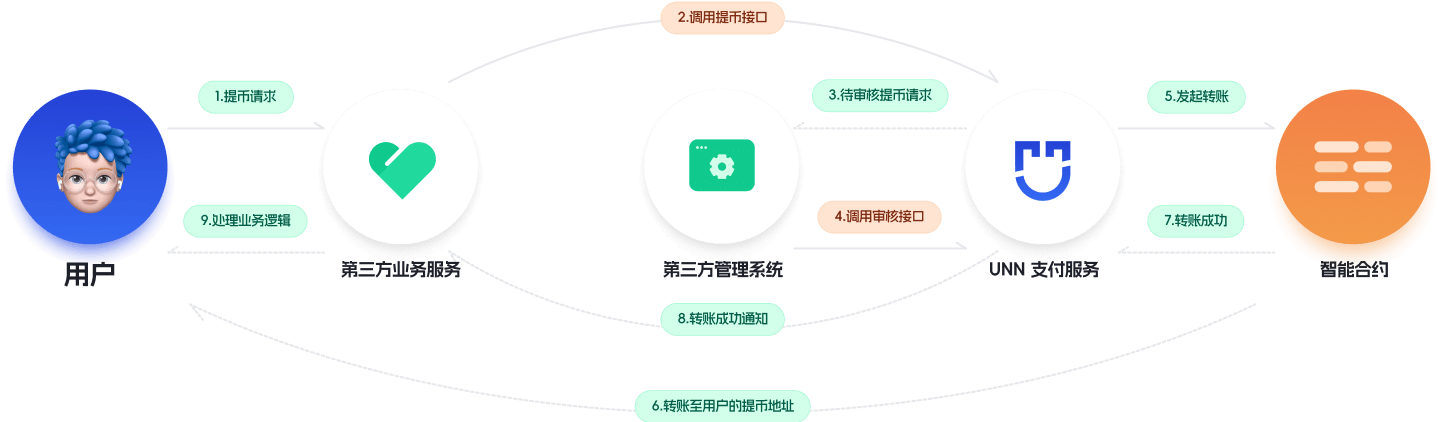 2.调用提币接口
1.提币请求
3.待审核提币请求
5.发起转账
9.处理业务逻辑
4.调用审核接口
7.转账成功
用户
第三方业务服务
第三方管理系统
UNN 支付服务
智能合约
8.转账成功通知
6.转账至用户的提币地址